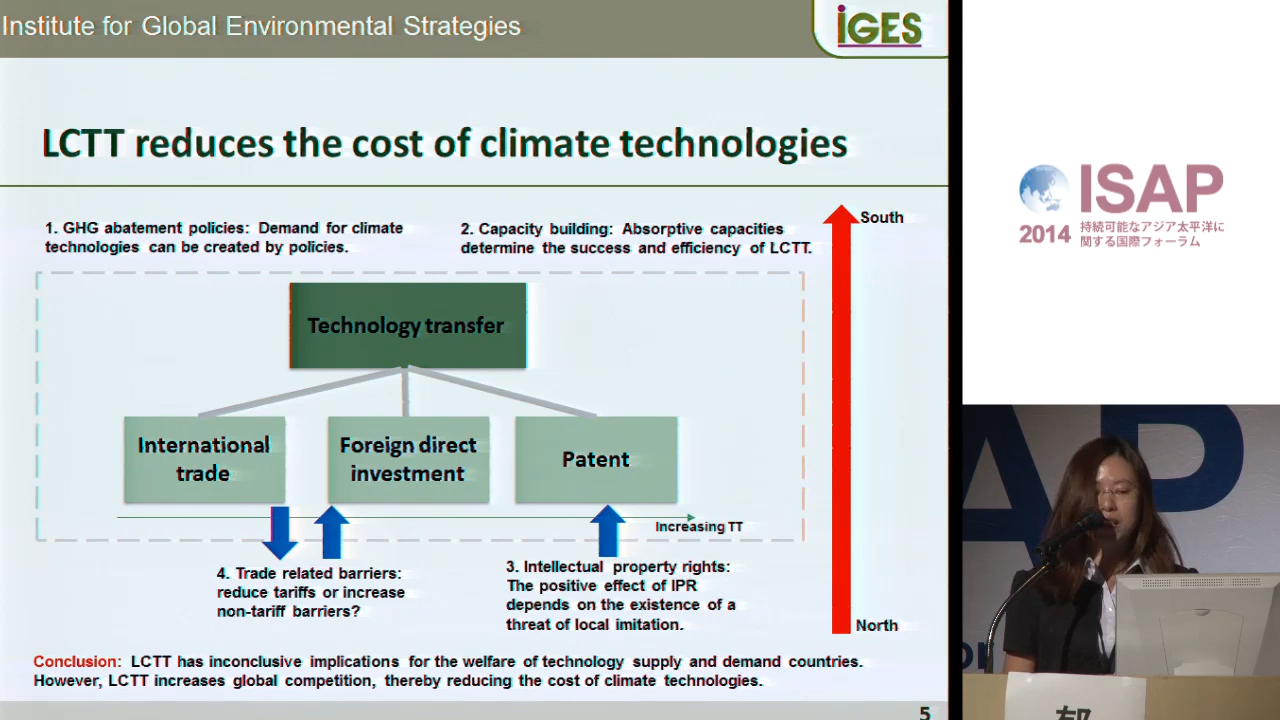 Institute for Global Environmental Strategies
iGES
LCTT reduces the cost of climate technologies
1. GHG abatement policies: Demand for climate
technologies can be created by policies.
2. Capacity building: Absorptive capacities
determine the success and efficiency of LCTT.
South
Technology transfer
International
trade
Foreign direct
investment
Patent
Increasing TT
4. Trade related barriers:
reduce tariffs or increase
non-tariff barriers?
3. Intellectual property rights:
The positive effect of IPR
depends on the existence of a
threat of local imitation.
North
Conclusion: LCTT has inconclusive implications for the welfare of technology supply and demand countries.
However, LCTT increases global competition, thereby reducing the cost of climate technologies.
5
ISAP
2014
持続可能なアジア太平洋に
関する国際フォーラム
AP